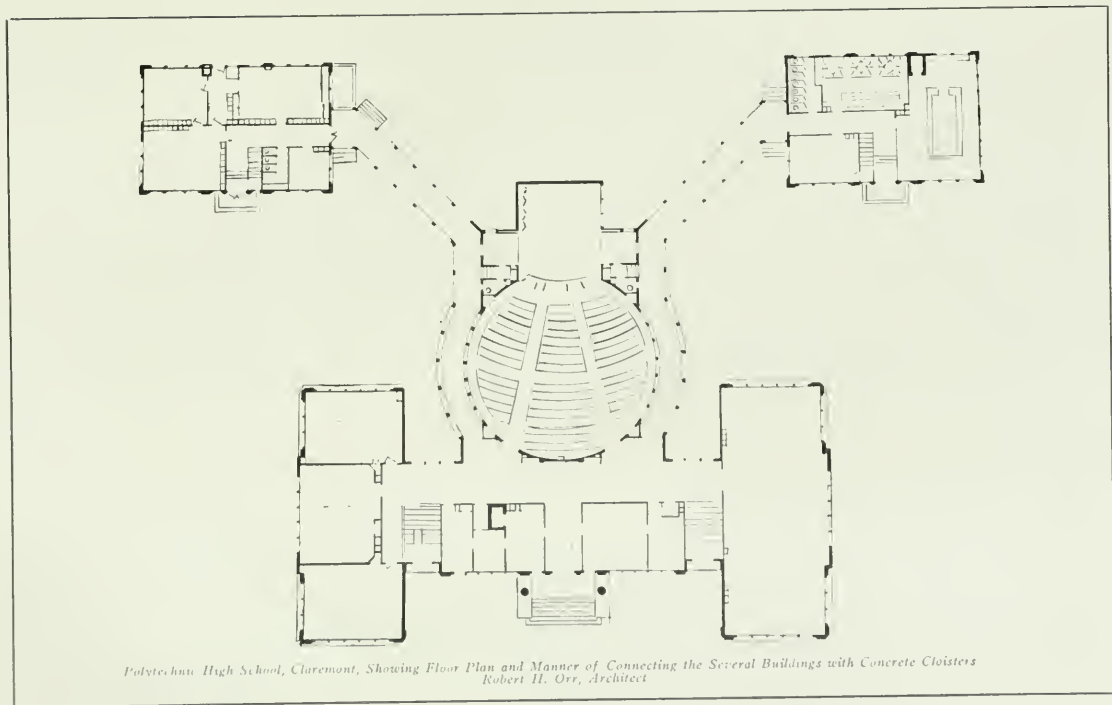 Polytechnic High School, Claremont, Showing Floor Plan and Manner of Connecting the Several Buildings with Concrete Cloisters
Robert H. Orr, Architect